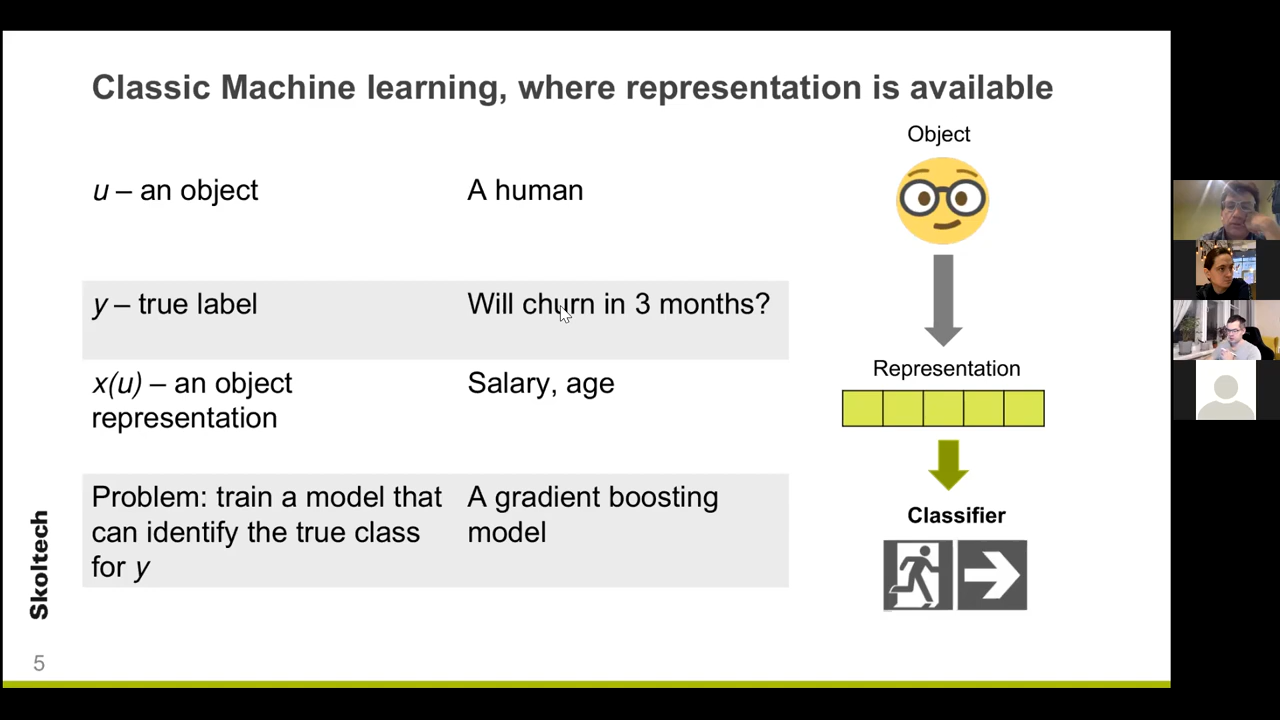 Classic Machine learning, where representation is available
u – an object
A human
y – true label
Will churn in 3 months?
x(u) – an object
representation
Salary, age
Problem: train a model that
can identify the true class
for y
A gradient boosting
model
Object
Representation
Classifier
Skoltech
5